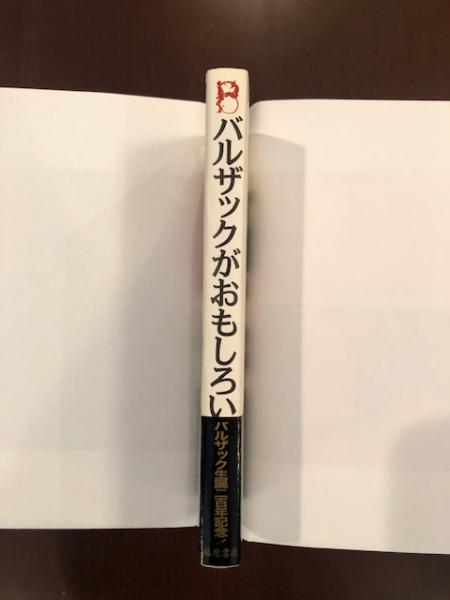 バルザックがおもしろい
バルザック生誕二百年記念!
藤原書店